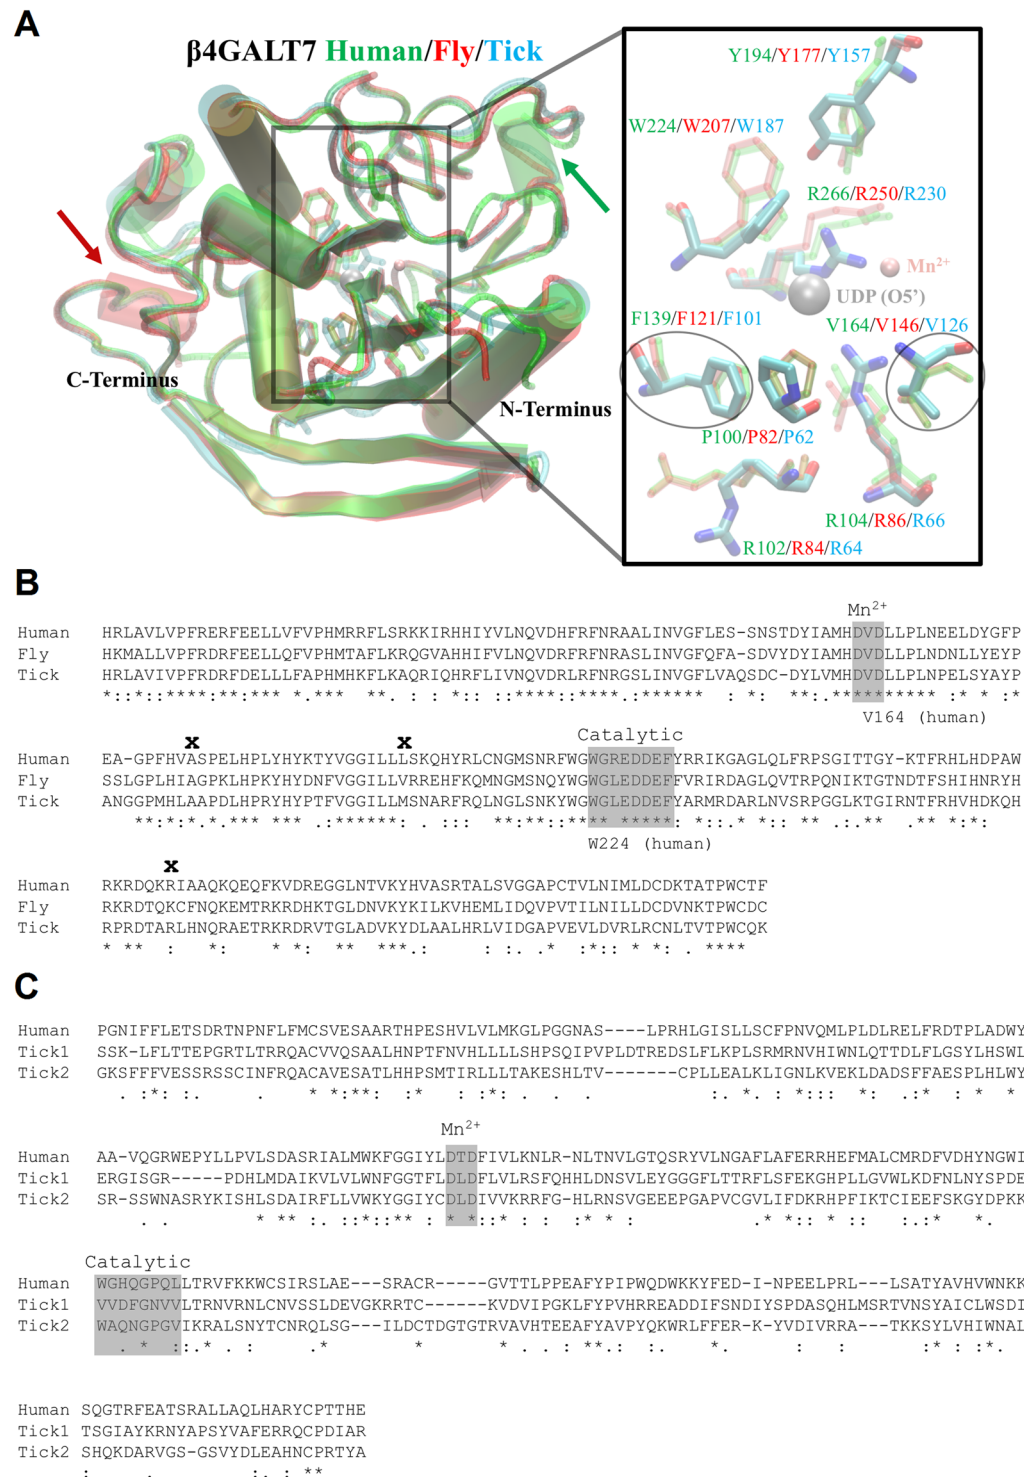 A
β4GALT7 Human/Fly/Tick
Y194/Y177/Y157
W224/W207/W187
R266/R250/R230
Mn2+
UDP (O5')
F139/F121/F101
V164/V146/V126
C-Terminus
N-Terminus
P100/P82/P62
R104/R86/R66
R102/R84/R64
B
Mn2+
Human HRLAVLVPFRERFEELLVFVPHMRRFLSRKKIRHHIYVLNQVDHFRFNRAALINVGFLES-SNSTDYIAMHDVDLLPLNEELDYGFP
Fly HKMALLVPFRDRFEELLQFVPHMTAFLKRQGVAHHIFVLNQVDRFRFNRASLINVGFQFA-SDVYDYIAMHDVDLLPLNDNLLYEYP
Tick HRLAVIVPFRDRFDELLLFAPHMHKFLKAQRIQHRFLIVNQVDRLRFNRGSLINVGFLVAQSDC-DYLVMHDVDLLPLNPELSYAYP
*::*::****:**:*** *.*** **. *: : *:: ::**** :****.:****** : *: **:.********* :* * **
V164 (human)
x x
Catalytic
Human EA-GPFHVASPELHPLYHYKTYVGGILLLSKQHYRLCNGMSNRFWGWGREDDEFYRRIKGAGLQLFRPSGITTGY-KTFRHLHDPAW
Fly SSLGPLHIAGPKLHPKYHYDNFVGGILLVRREHFKQMNGMSNQYWGWGLEDDEFFVRIRDAGLQVTRPQNIKTGTNDTFSHIHNRYH
Tick ANGGPMHLAAPDLHPRYHYPTFVGGILLMSNARFRQLNGLSNKYWGWGLEDDEFYARMRDARLNVSRPGGLKTGIRNTFRHVHDKQH
**:*:*.*.*** *** .:******: . ::: **:**::**** *****: *::.* *:: ** .:.** .** *:*:
W224 (human)
x
Human RKRDQKRIAAQKQEQFKVDREGGLNTVKYHVASRTALSVGGAPCTVLNIMLDCDKTATPWCTF
Fly RKRDTQKCFNQKEMTRKRDHKTGLDNVKYKILKVHEMLIDQVPVTILNILLDCDVNKTPWCDC
Tick RPRDTARLHNQRAETRKRDRVTGLADVKYDLAALHRLVIDGAPVEVLDVRLRCNLTVTPWCQK
* ** : *: * *: ** ***.: : :. .* :*:: * *: . ****
C
Human PGNIFFLETSDRTNPNFLFMCSVESAARTHPESHVLVLMKGLPGGNAS----LPRHLGISLLSCFPNVQMLPLDLRELFRDTPLADWY
Tick1 SSK-LFLTTEPGRTLTRRQACVVQSAALHNPTFNVHLLLLSHPSQIPVPLDTREDSLFLKPLSRMRNVHIWNLQTTDLFLGSYLHSWL
Tick2 GKSFFFVESSRSSCINFRQACAVESATLHHPSMTIRLLLTAKESHLTV-------CPLLEALKLIGNLKVEKLDADSFFAESPLHLWY
. :*: :. . * *:**: :* : :*: . . . :. *. : *::: *: .:* : * *
Mn2+
Human AA-VQGRWEPYLLPVLSDASRIALMWKFGGIYLDTDFIVLKNLR-NLTNVLGTQSRYVLNGAFLAFERRHEFMALCMRDFVDHYNGWI
Tick1 ERGISGR-----PDHLMDAIKVLVLWNFGGTYLDLDFLVLRSFQHHLDNSVLEYGGGFLTTRFLSFEKGHPLLGVWLKDFNLNYSPDE
Tick2 SR-SSWNASRYKISHLSDAIRFLLVWKYGGIYCDLDIIVVKRRFG-HLRNSVGEEEPGAPVCGVLIFDKRHPFIKTCIEEFSKGYDPKK
. . * ** :. ::*::** * * *:*:: : * * : .* *:: * :: :.:* *.
Catalytic
Human WGHQGPQLLTRVFKKWCSIRSLAE---SRACR-----GVTTLPPEAFYPIPWQDWKKYFED-I-NPEELPRL---LSATYAVHVWNKK
Tick1 VVDFGNVVLTRNVRNLCNVSSLDEVGKRRTC------KVDVIPGKLFYPVHRREADDIFSNDIYSPDASQHLMSRTVNSYAICLWSDI
Tick2 WAQNGPGVIKRALSNYTCNRQLSG---ILDCTDGTGTRVAVHTEEAFYAVPYQKWRLFFER-K-YVDIVRRA---TKKSYLVHIWNAL
. * ::.* . : .* * * . : **.: : *. : : :* : :*.
Human SQGTRFEATSRALLAQLHARYCPTTHE
Tick1 TSGIAYKRNYAPSYVAFERRQCPDIAR
Tick2 SHQKDARVGS-GSVYDLEAHNCPRTYA
: . :. : **